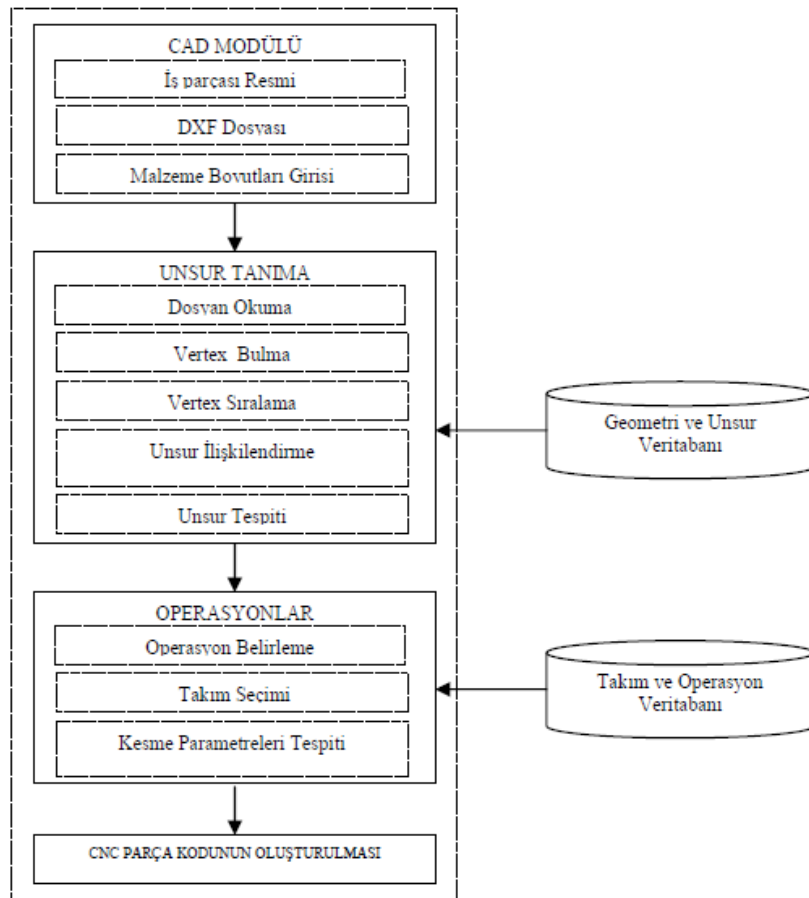 CAD MODÜLÜ
İş parçası Resmi
DXF Dosyası
Malzeme Boyutları Girişi
UNSUR TANIMA
Dosyan Okuma
Vertex Bulma
Vertex Sıralama
Unsur İlişkilendirme
Unsur Tespiti
Geometri ve Unsur
Veritabanı
OPERASYONLAR
Operasyon Belirleme
Takım Seçimi
Kesme Parametreleri Tespiti
Takım ve Operasyon
Veritabanı
CNC PARÇA KODUNUN OLUŞTURULMASI